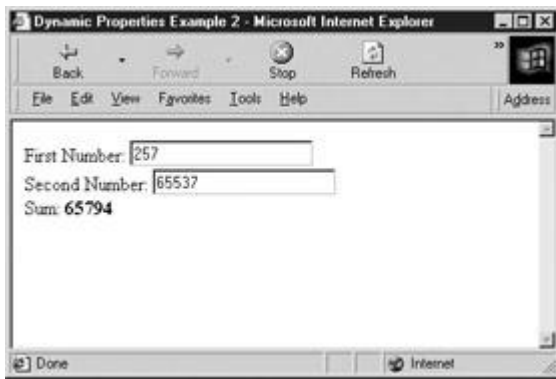 Dynamic Properties Example 2 - Microsoft Internet Explorer
Back Forward Stop Refresh »
File Edit View Favorites Tools Help Address
First Number: 257
Second Number: 65537
Sum: 65794
Done Internet